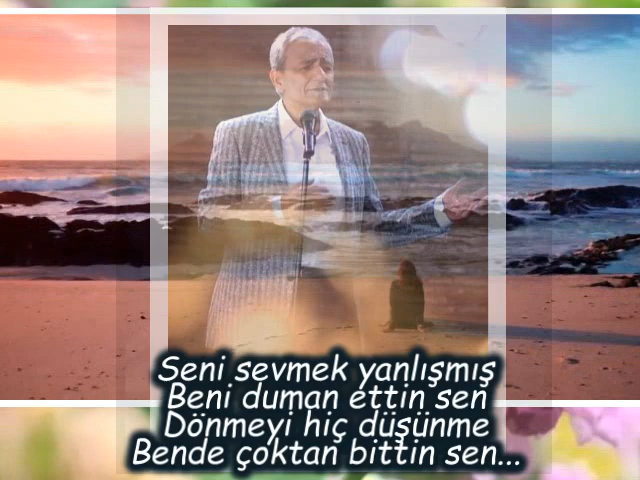 Seni sevmek yanlışmış
Beni duman ettin sen
Dönmeyi hiç düşünme
Bende çoktan bittin sen...